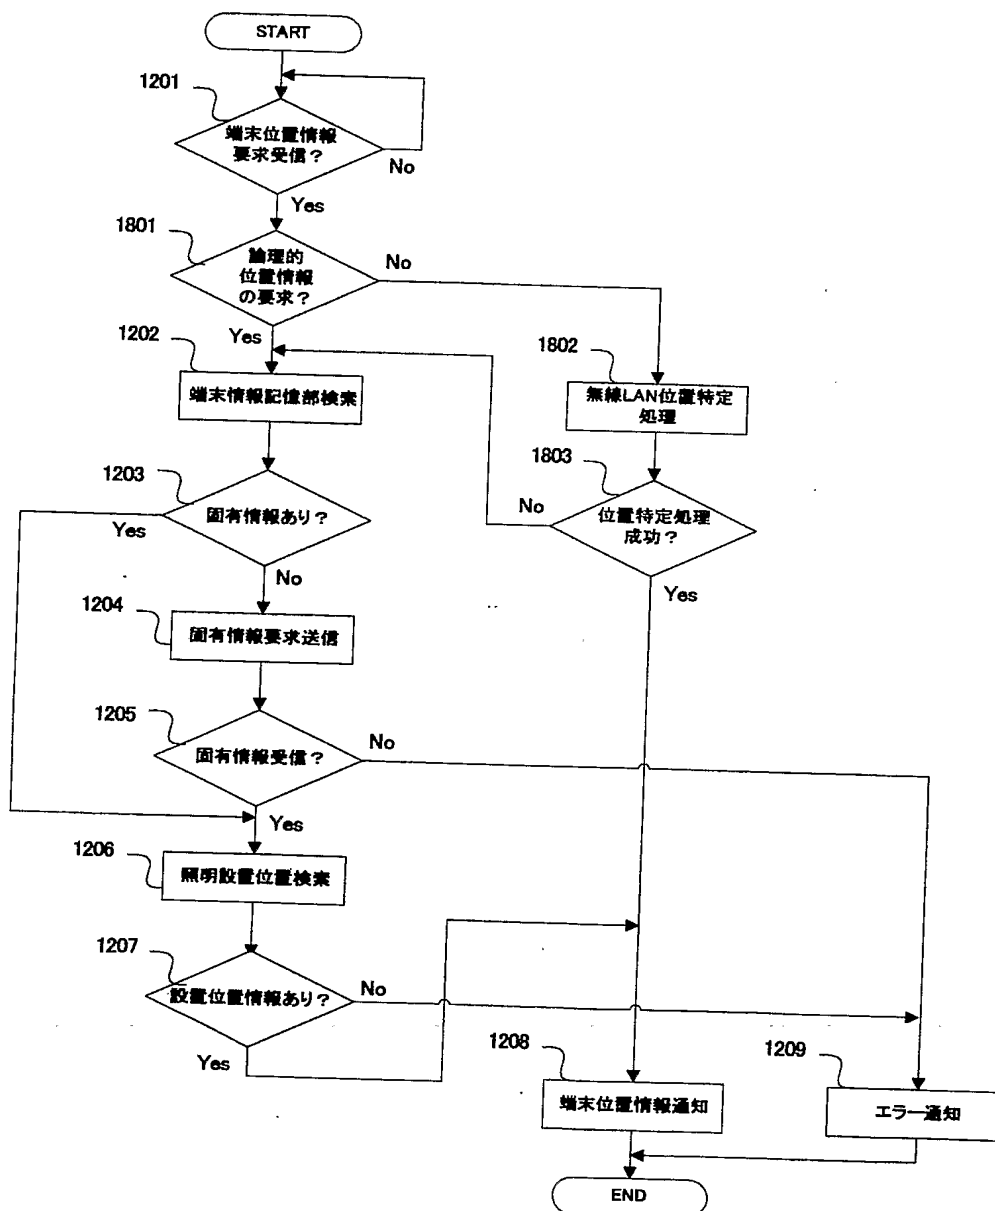 START
1201
端末位置情報
要求受信？
No
Yes
1801
論理的
位置情報
の要求？
No
Yes
1202
端末情報記憶部検索
1802
無線LAN位置特定
処理
1203
固有情報あり？
Yes
No
1803
位置特定処理
成功？
No
Yes
1204
固有情報要求送信
1205
固有情報受信？
No
Yes
1206
照明設置位置検索
1207
設置位置情報あり？
No
Yes
1208
端末位置情報通知
1209
エラー通知
END